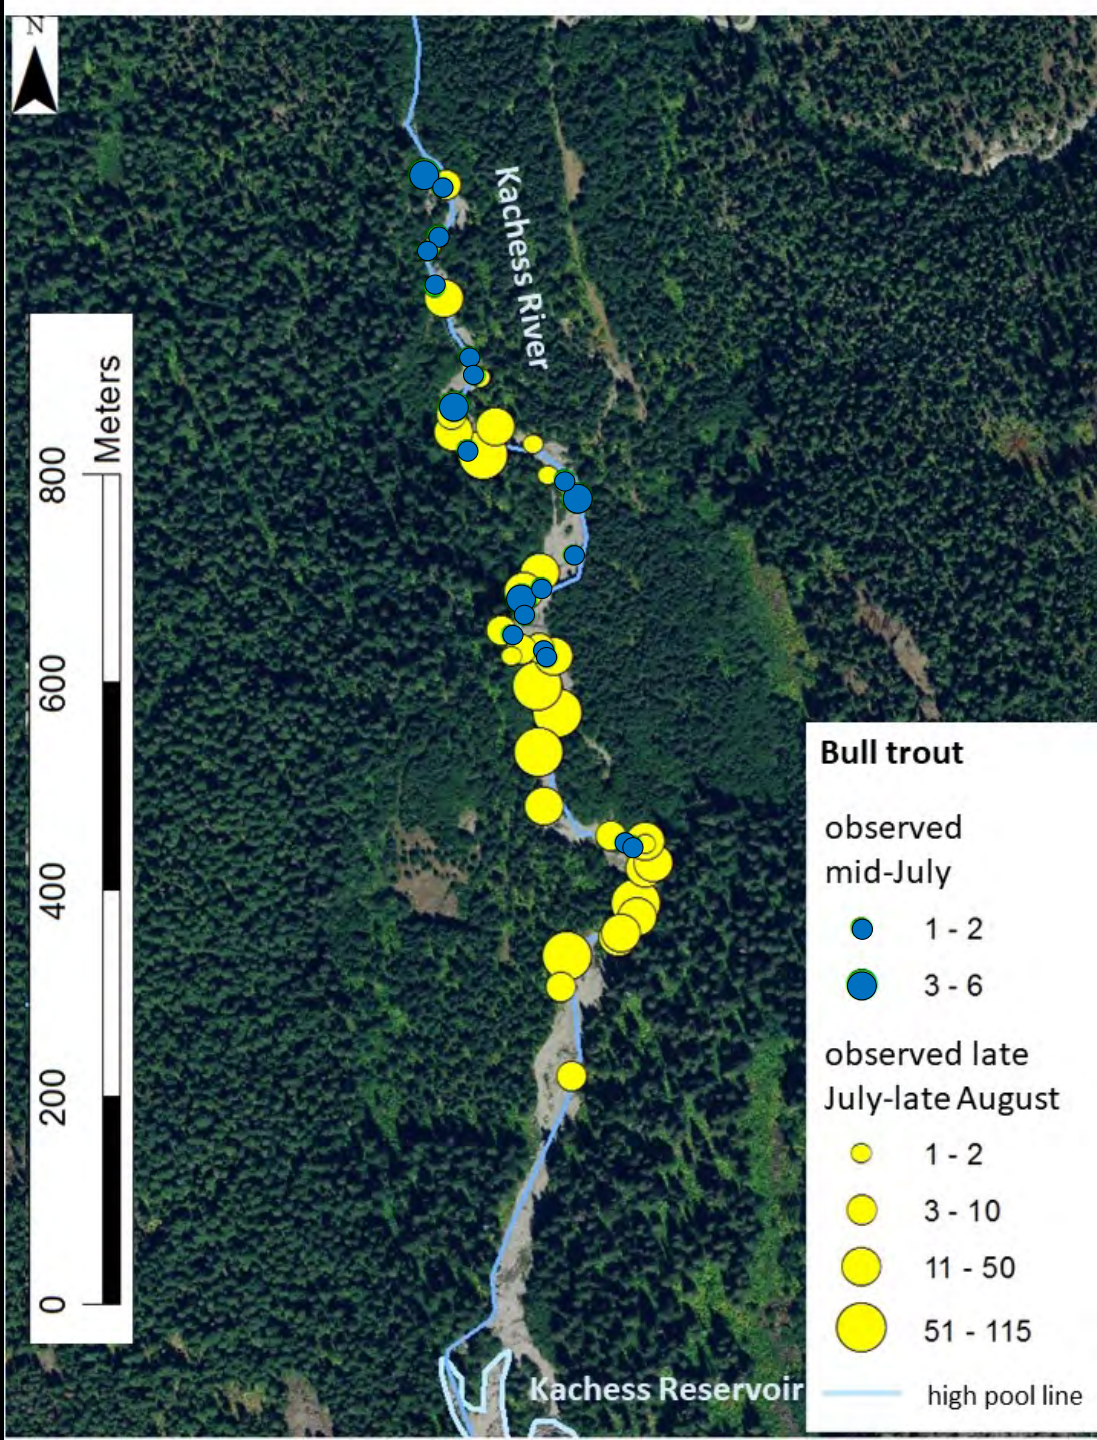 N
Kachess River
Meters
800
600
400
200
0
Bull trout
observed
mid-July
1 - 2
3 - 6
observed late
July-late August
1 - 2
3 - 10
11 - 50
51 - 115
high pool line
Kachess Reservoir